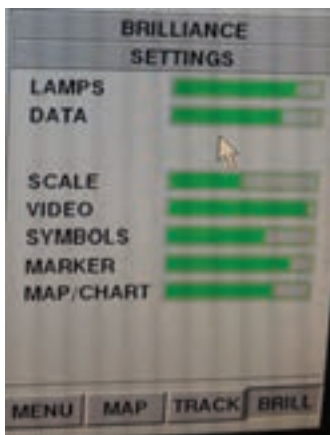 BRILLIANCE
SETTINGS
LAMPS
DATA
SCALE
VIDEO
SYMBOLS
MARKER
MAP/CHART
MENU MAP TRACK BRILL